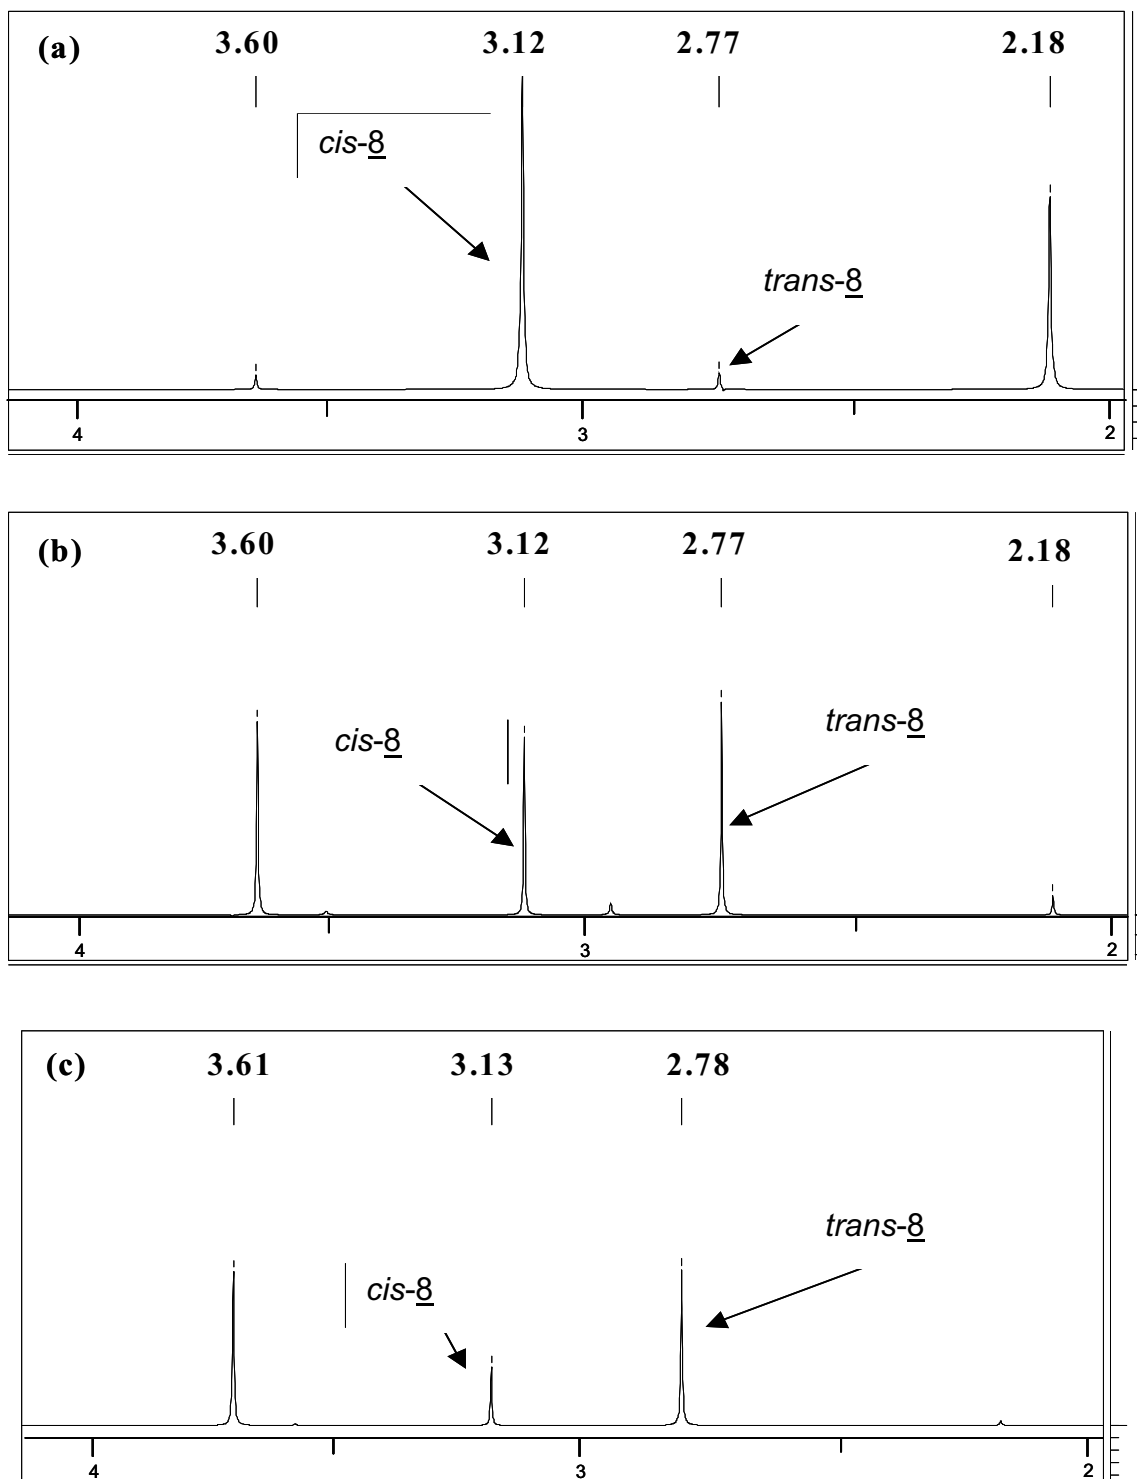 (a) 3.60 3.12 2.77 2.18
cis-8
trans-8
4 3 2
(b) 3.60 3.12 2.77 2.18
cis-8 trans-8
4 3 2
(c) 3.61 3.13 2.78
trans-8
cis-8
4 3 2